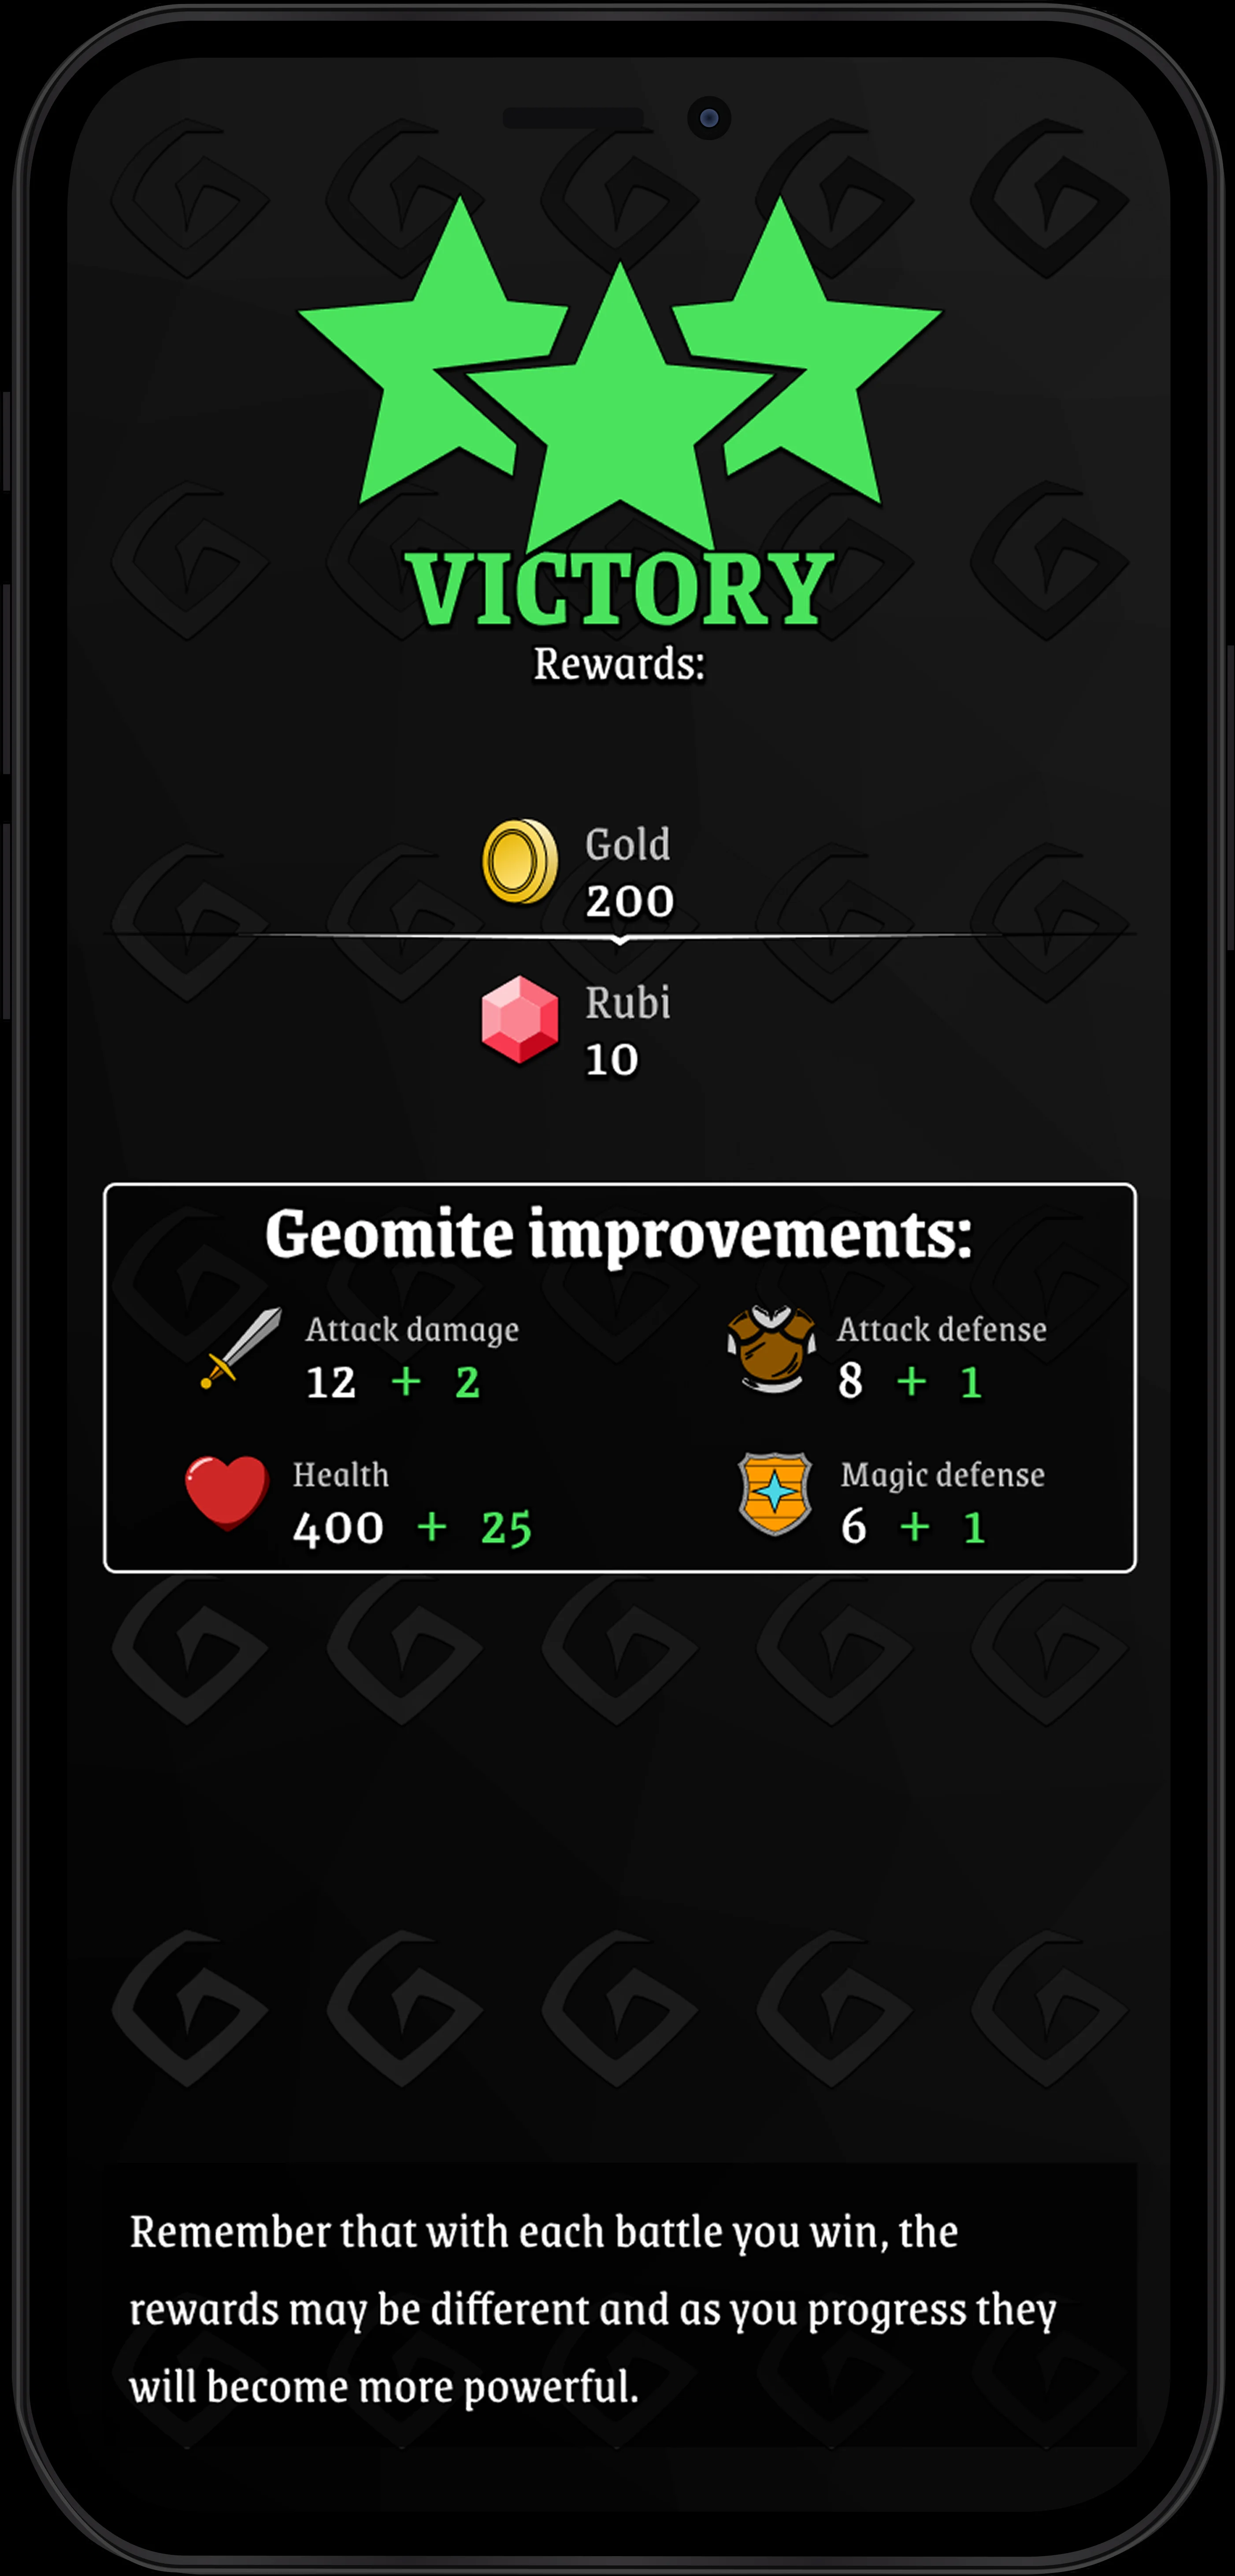 VICTORY
Rewards:
Gold
200
Rubi
10
Geomite improvements:
Attack damage
12 + 2
Attack defense
8 + 1
Health
400 + 25
Magic defense
6 + 1
Remember that with each battle you win, the
rewards may be different and as you progress they
will become more powerful.